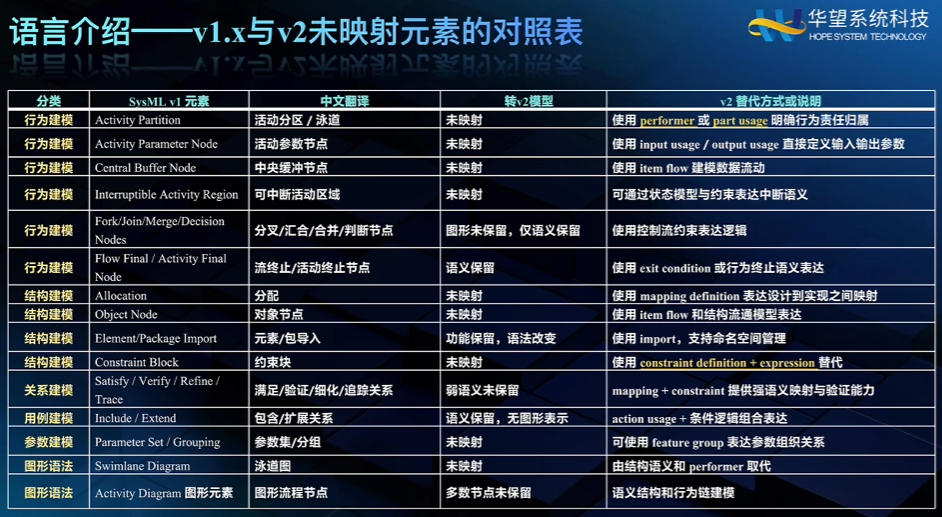 语言介绍——v1.x与v2未映射元素的对照表
华望系统科技
HOPE SYSTEM TECHNOLOGY
分类 SysML v1 元素 中文翻译 转v2模型 v2 替代方式或说明
行为建模 Activity Partition 活动分区 / 泳道 未映射 使用 performer 或 part usage 明确行为责任归属
行为建模 Activity Parameter Node 活动参数节点 未映射 使用 input usage / output usage 直接定义输入输出参数
行为建模 Central Buffer Node 中央缓冲节点 未映射 使用 item flow 建模数据流动
行为建模 Interruptible Activity Region 可中断活动区域 未映射 可通过状态模型与约束表达中断语义
行为建模 Fork/Join/Merge/Decision Nodes 分叉/汇合/合并/判断节点 图形未保留，仅语义保留 使用控制流约束表达逻辑
行为建模 Flow Final / Activity Final Node 流终止/活动终止节点 语义保留 使用 exit condition 或行为终止语义表达
结构建模 Allocation 分配 未映射 使用 mapping definition 表达设计到实现之间映射
结构建模 Object Node 对象节点 未映射 使用 item flow 和结构流通模型表达
结构建模 Element/Package Import 元素/包导入 功能保留，语法改变 使用 import，支持命名空间管理
结构建模 Constraint Block 约束块 未映射 使用 constraint definition + expression 替代
关系建模 Satisfy / Verify / Refine / Trace 满足/验证/细化/追踪关系 弱语义未保留 mapping + constraint 提供强语义映射与验证能力
用例建模 Include / Extend 包含/扩展关系 语义保留，无图形表示 action usage + 条件逻辑组合表达
参数建模 Parameter Set / Grouping 参数集/分组 未映射 可使用 feature group 表达参数组织关系
图形语法 Swimlane Diagram 泳道图 未映射 由结构语义和 performer 取代
图形语法 Activity Diagram 图形元素 图形流程节点 多数节点未保留 语义结构和行为链建模